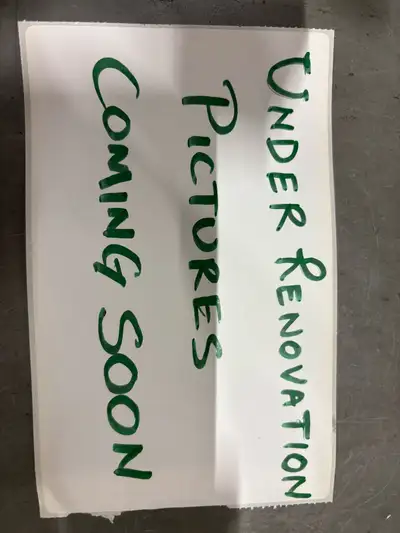 UNDER RENOVATION
PICTURES
COMING SOON